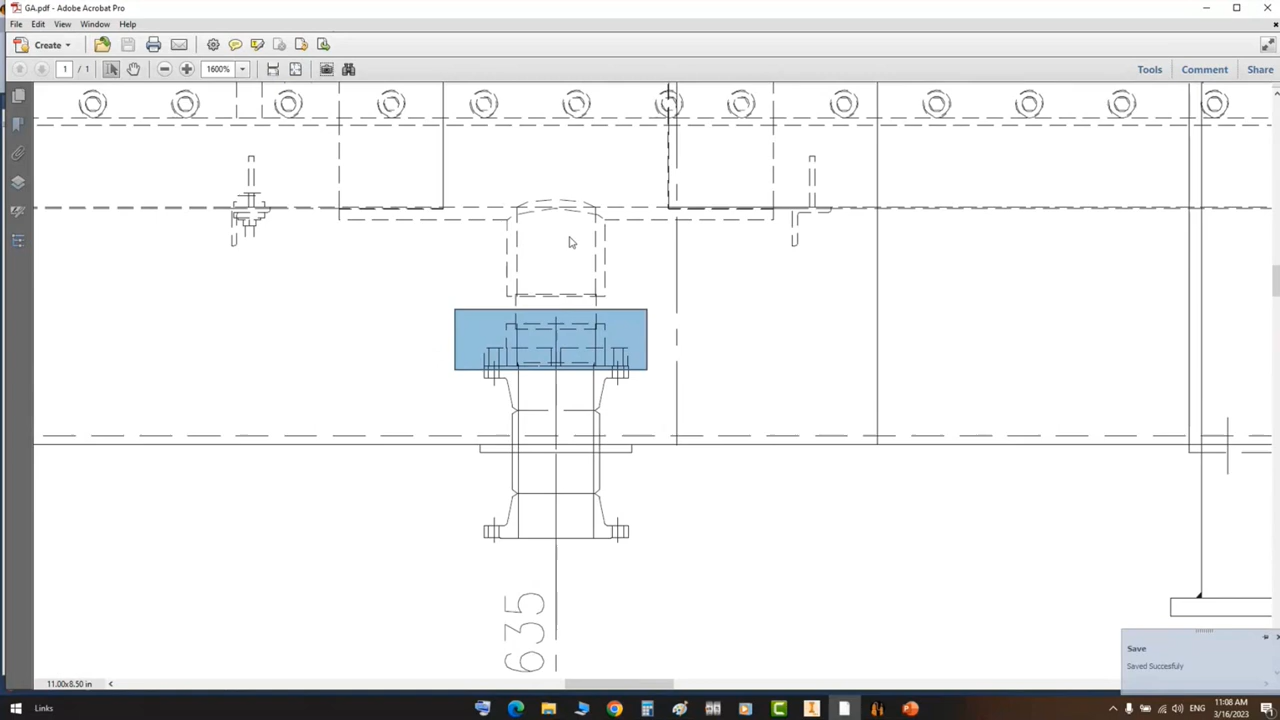 GA.pdf - Adobe Acrobat Pro
File Edit View Window Help
Create
1 / 1 1600% Tools Comment Share
635
Save
Saved Succesfuly
11.00x8.50 in
Links ENG 11:08 AM
3/16/2023